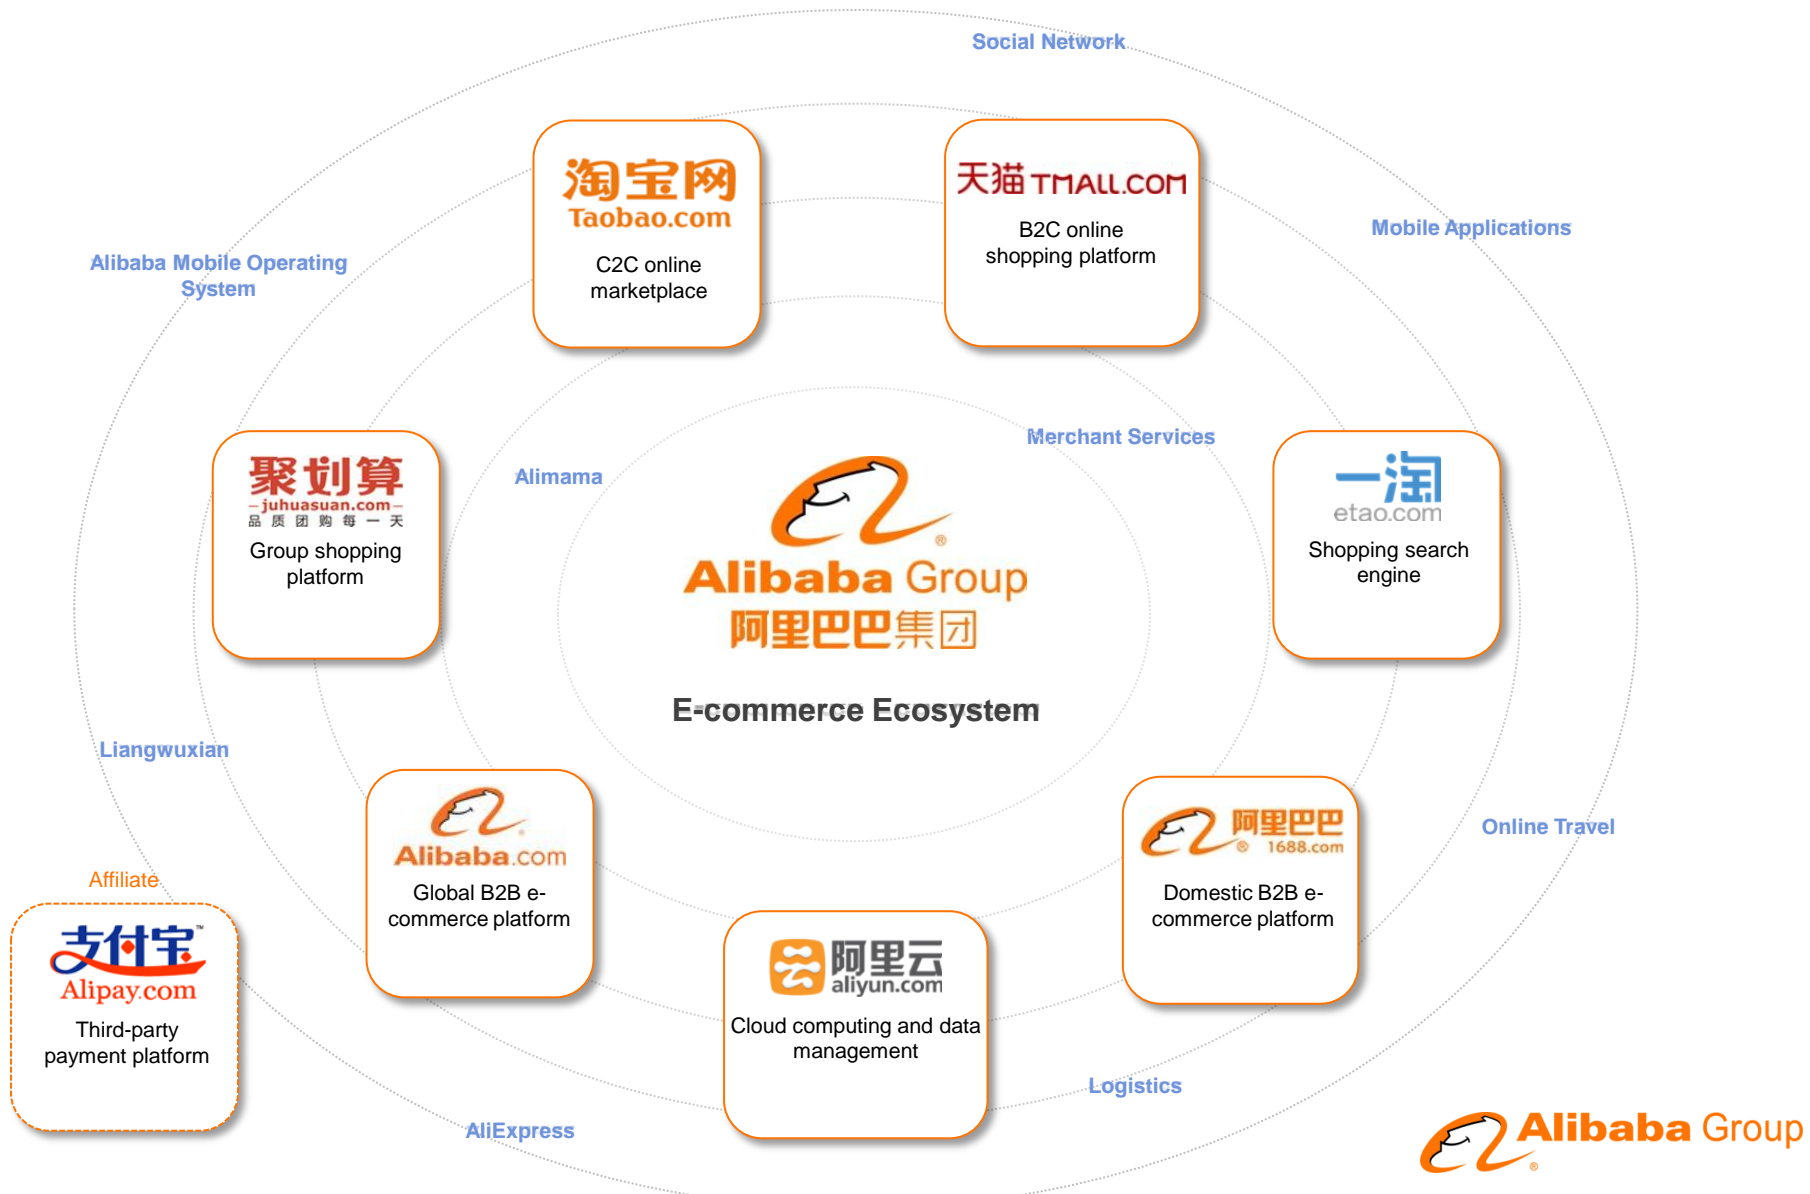 Social Network
淘宝网
Taobao.com
C2C online
marketplace
天猫 TMALL.COM
B2C online
shopping platform
Mobile Applications
Alibaba Mobile Operating
System
Merchant Services
Alimama
聚划算
juhuasuan.com
品质团购每一天
Group shopping
platform
®
Alibaba Group
阿里巴巴集团
E-commerce Ecosystem
一淘
etao.com
Shopping search
engine
Liangwuxian
Alibaba.com
Global B2B e-
commerce platform
阿里巴巴
® 1688.com
Domestic B2B e-
commerce platform
Online Travel
Affiliate
支付宝™
Alipay.com
Third-party
payment platform
阿里云
aliyun.com
Cloud computing and data
management
Logistics
AliExpress
Alibaba Group
®